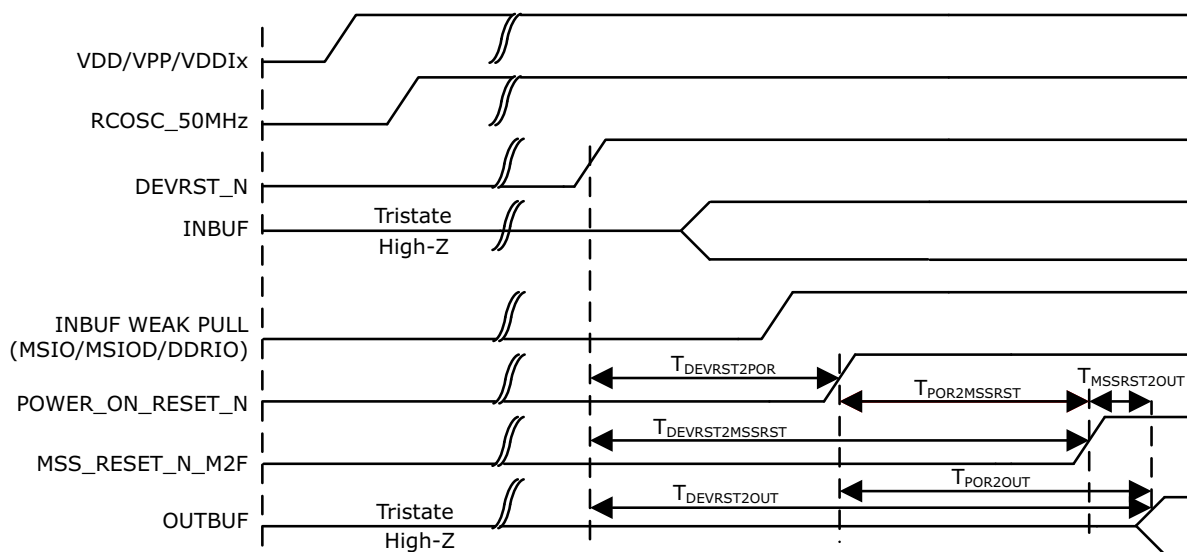 VDD/VPP/VDDIx
RCOSC_50MHz
DEVRST_N
INBUF
Tristate
High-Z
INBUF WEAK PULL
(MSIO/MSIOD/DDRIO)
TDEVRST2POR
POWER_ON_RESET_N
TPOR2MSSRST
TMSSRST2OUT
TDEVRST2MSSRST
MSS_RESET_N_M2F
TPOR2OUT
TDEVRST2OUT
OUTBUF
Tristate
High-Z